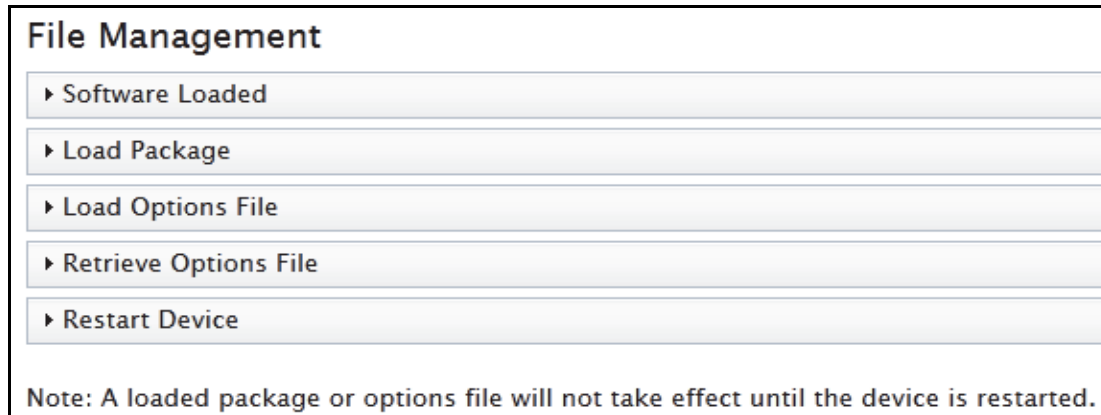 File Management
Software Loaded
Load Package
Load Options File
Retrieve Options File
Restart Device
Note: A loaded package or options file will not take effect until the device is restarted.